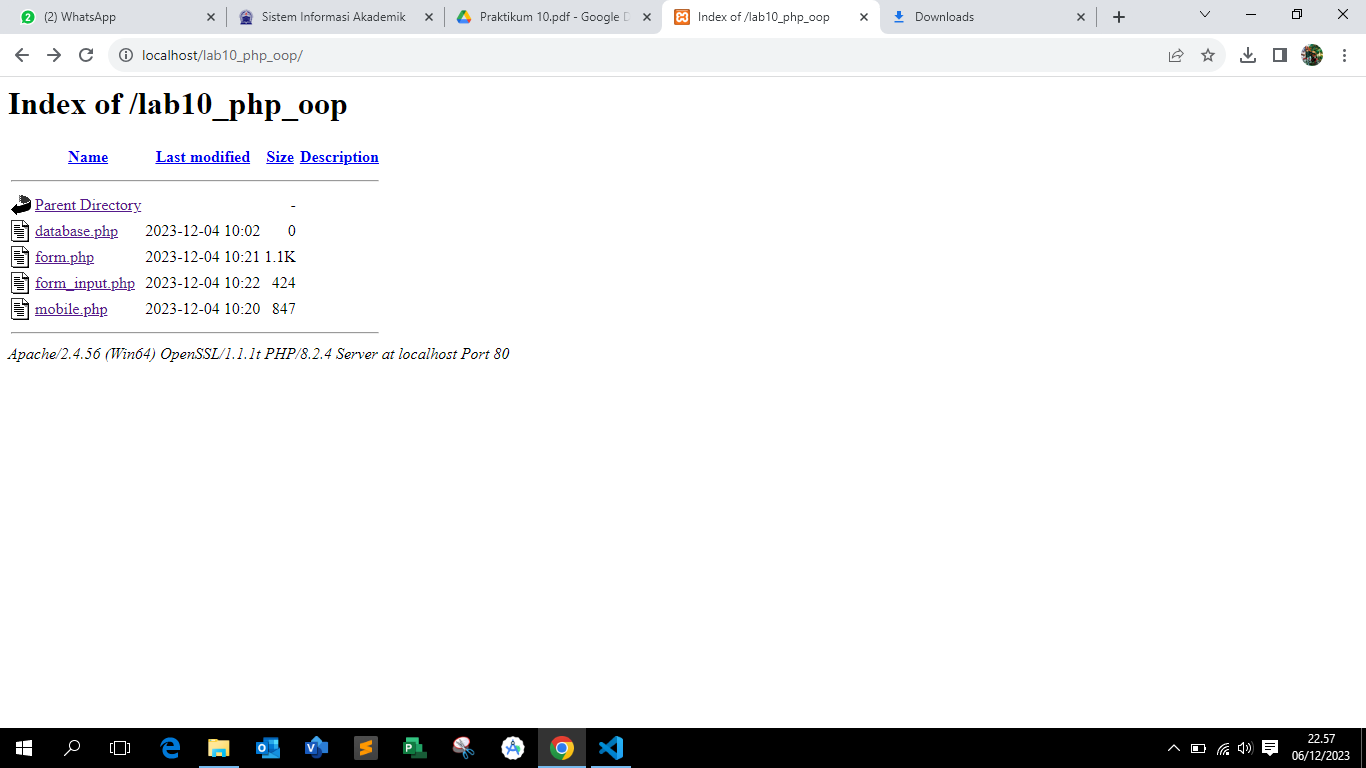 (2) WhatsApp
Sistem Informasi Akademik
Praktikum 10.pdf - Google D
Index of /lab10_php_oop
Downloads
localhost/lab10_php_oop/
Index of /lab10_php_oop
Name Last modified Size Description
Parent Directory -
database.php 2023-12-04 10:02 0
form.php 2023-12-04 10:21 1.1K
form_input.php 2023-12-04 10:22 424
mobile.php 2023-12-04 10:20 847
Apache/2.4.56 (Win64) OpenSSL/1.1.1t PHP/8.2.4 Server at localhost Port 80
22.57
06/12/2023